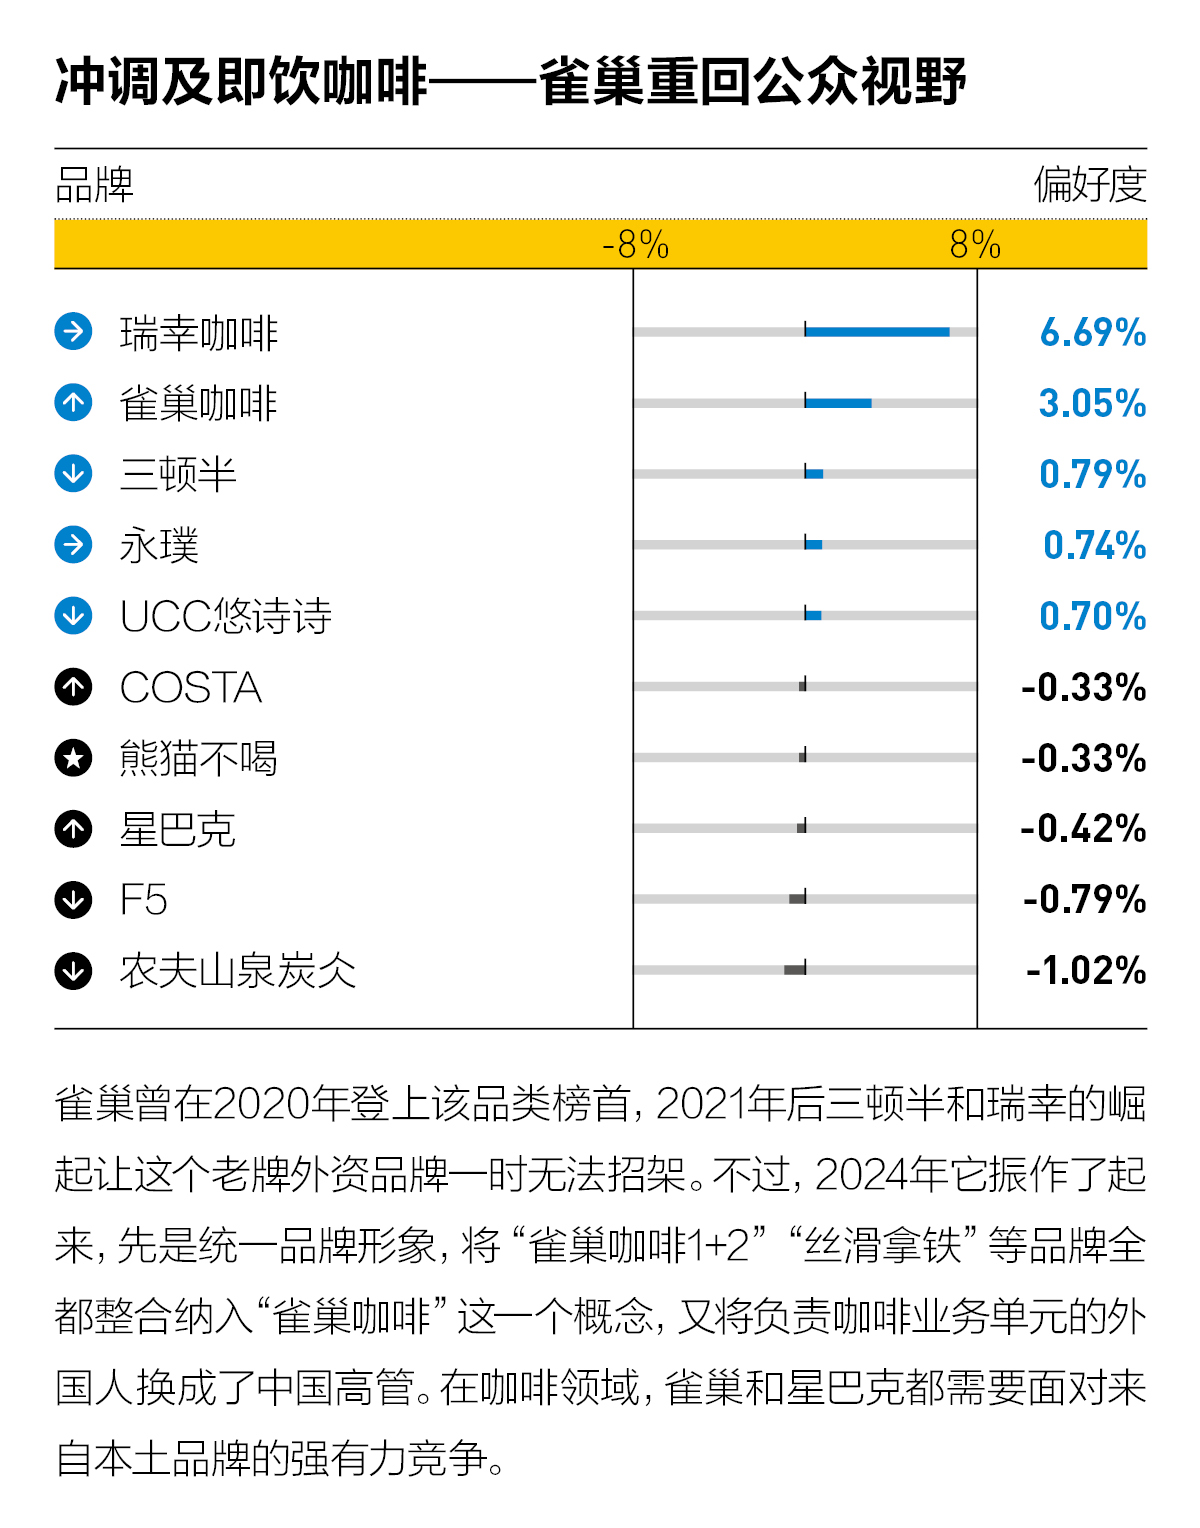 冲调及即饮咖啡——雀巢重回公众视野
品牌 偏好度
-8% 8%
瑞幸咖啡 6.69%
雀巢咖啡 3.05%
三顿半 0.79%
永璞 0.74%
UCC悠诗诗 0.70%
COSTA -0.33%
熊猫不喝 -0.33%
星巴克 -0.42%
F5 -0.79%
农夫山泉炭仌 -1.02%
雀巢曾在2020年登上该品类榜首，2021年后三顿半和瑞幸的崛
起让这个老牌外资品牌一时无法招架。不过，2024年它振作了起
来，先是统一品牌形象，将“雀巢咖啡1+2”“丝滑拿铁”等品牌全
都整合纳入“雀巢咖啡”这一个概念，又将负责咖啡业务单元的外
国人换成了中国高管。在咖啡领域，雀巢和星巴克都需要面对来
自本土品牌的强有力竞争。